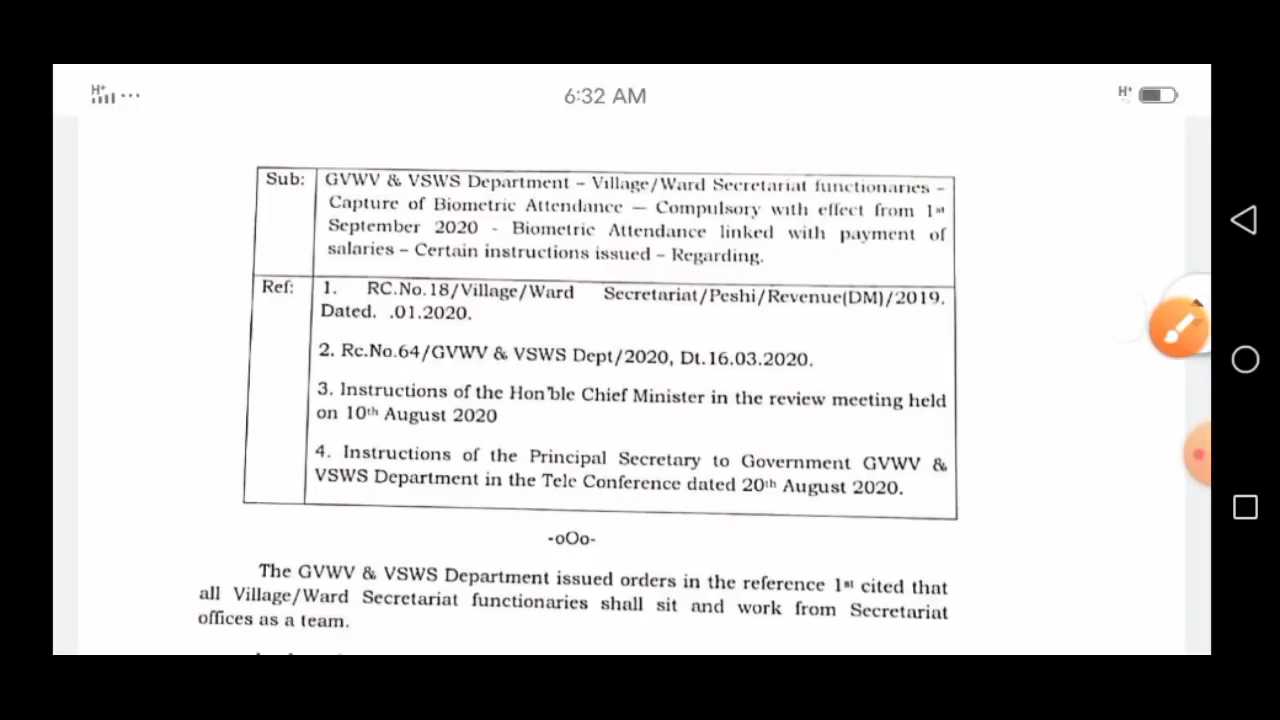 H+
6:32 AM
H+
Sub: GVWV & VSWS Department – Village/Ward Secretariat functionaries –
Capture of Biometric Attendance — Compulsory with effect from 1st
September 2020 - Biometric Attendance linked with payment of
salaries – Certain instructions issued – Regarding.
Ref: 1. RC.No.18/Village/Ward Secretariat/Peshi/Revenue(DM)/2019.
Dated. .01.2020.
2. Rc.No.64/GVWV & VSWS Dept/2020, Dt.16.03.2020.
3. Instructions of the Hon'ble Chief Minister in the review meeting held
on 10th August 2020
4. Instructions of the Principal Secretary to Government GVWV &
VSWS Department in the Tele Conference dated 20th August 2020.
-oOo-
The GVWV & VSWS Department issued orders in the reference 1st cited that
all Village/Ward Secretariat functionaries shall sit and work from Secretariat
offices as a team.